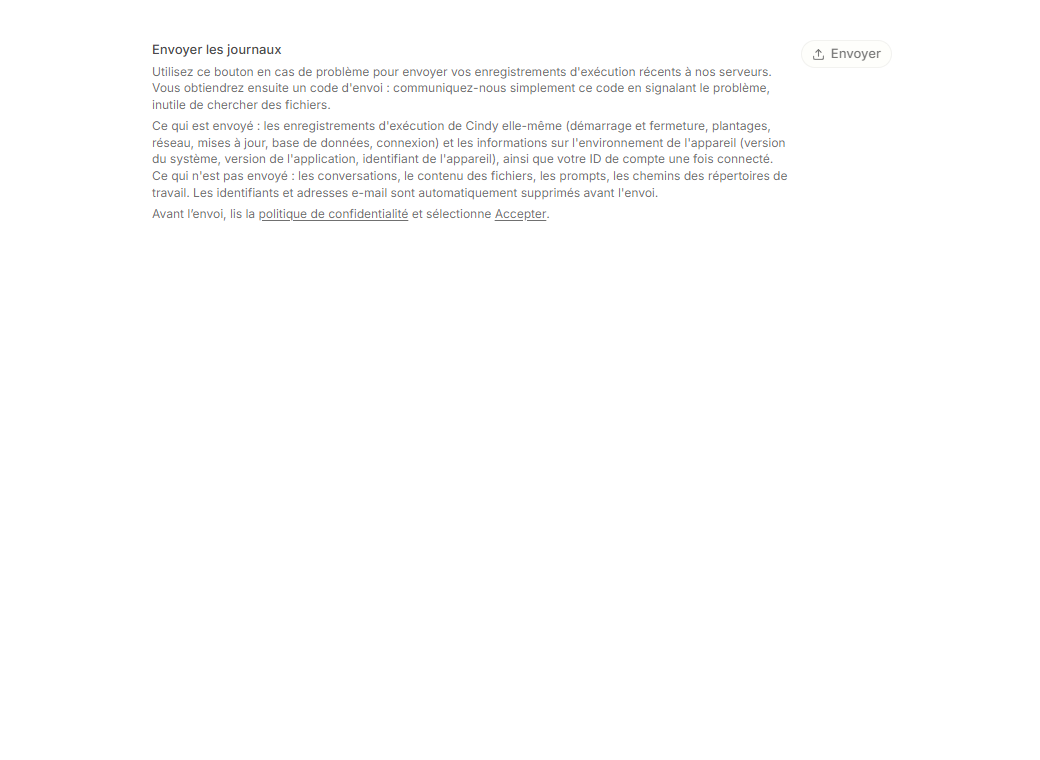 Envoyer les journaux
Envoyer
Utilisez ce bouton en cas de problème pour envoyer vos enregistrements d'exécution récents à nos serveurs.
Vous obtiendrez ensuite un code d'envoi : communiquez-nous simplement ce code en signalant le problème,
inutile de chercher des fichiers.
Ce qui est envoyé : les enregistrements d'exécution de Cindy elle-même (démarrage et fermeture, plantages,
réseau, mises à jour, base de données, connexion) et les informations sur l'environnement de l'appareil (version
du système, version de l'application, identifiant de l'appareil), ainsi que votre ID de compte une fois connecté.
Ce qui n'est pas envoyé : les conversations, le contenu des fichiers, les prompts, les chemins des répertoires de
travail. Les identifiants et adresses e-mail sont automatiquement supprimés avant l'envoi.
Avant l’envoi, lis la politique de confidentialité et sélectionne Accepter.